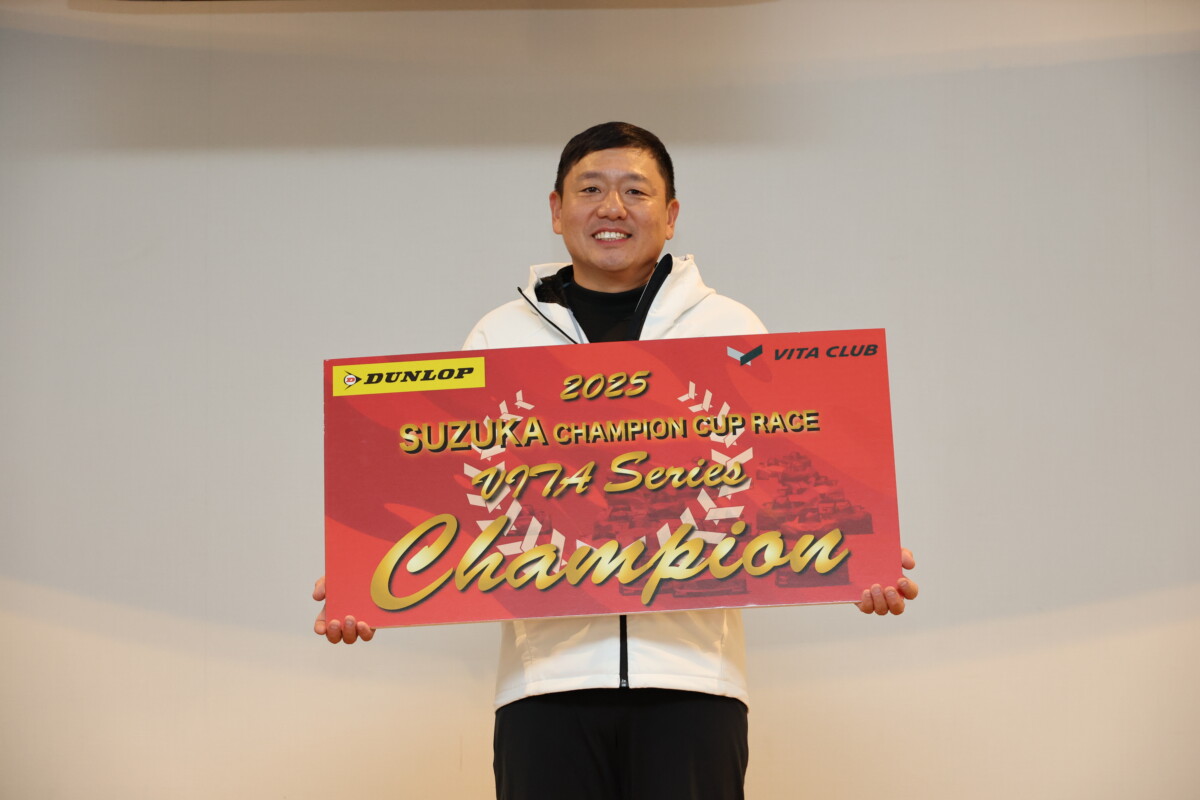 DUNLOP
VITA CLUB
2025
SUZUKA CHAMPION CUP RACE
VITA Series
Champion